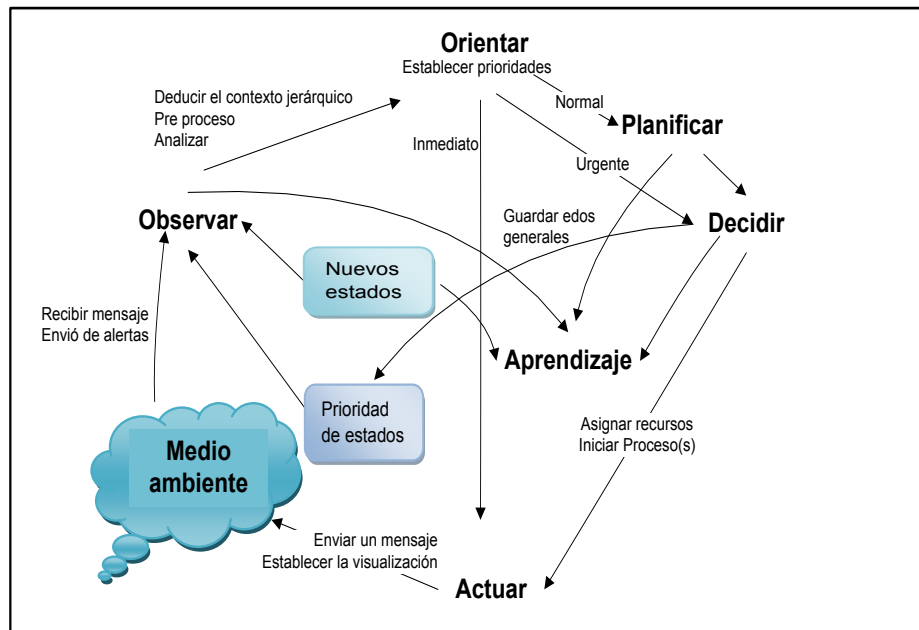 Orientar
Establecer prioridades
Deducir el contexto jerárquico
Pre proceso
Analizar
Normal
Planificar
Inmediato
Urgente
Observar
Guardar edos
generales
Decidir
Nuevos
estados
Recibir mensaje
Envió de alertas
Aprendizaje
Prioridad
de estados
Asignar recursos
Iniciar Proceso(s)
Medio
ambiente
Enviar un mensaje
Establecer la visualización
Actuar